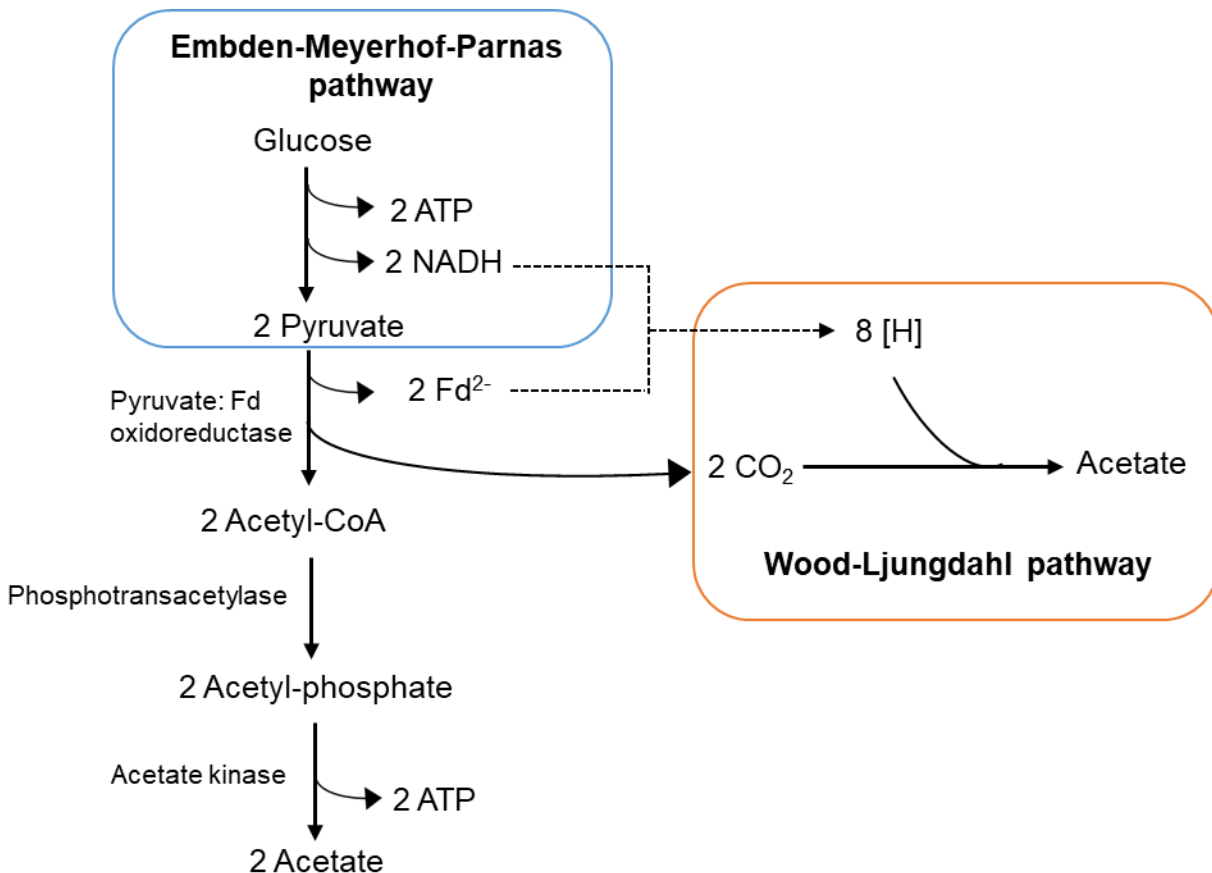 Embden-Meyerhof-Parnas
pathway
Glucose
2 ATP
2 NADH
2 Pyruvate
8 [H]
Pyruvate: Fd
oxidoreductase
2 Fd²⁻
2 CO₂
Acetate
2 Acetyl-CoA
Wood-Ljungdahl pathway
Phosphotransacetylase
2 Acetyl-phosphate
Acetate kinase
2 ATP
2 Acetate